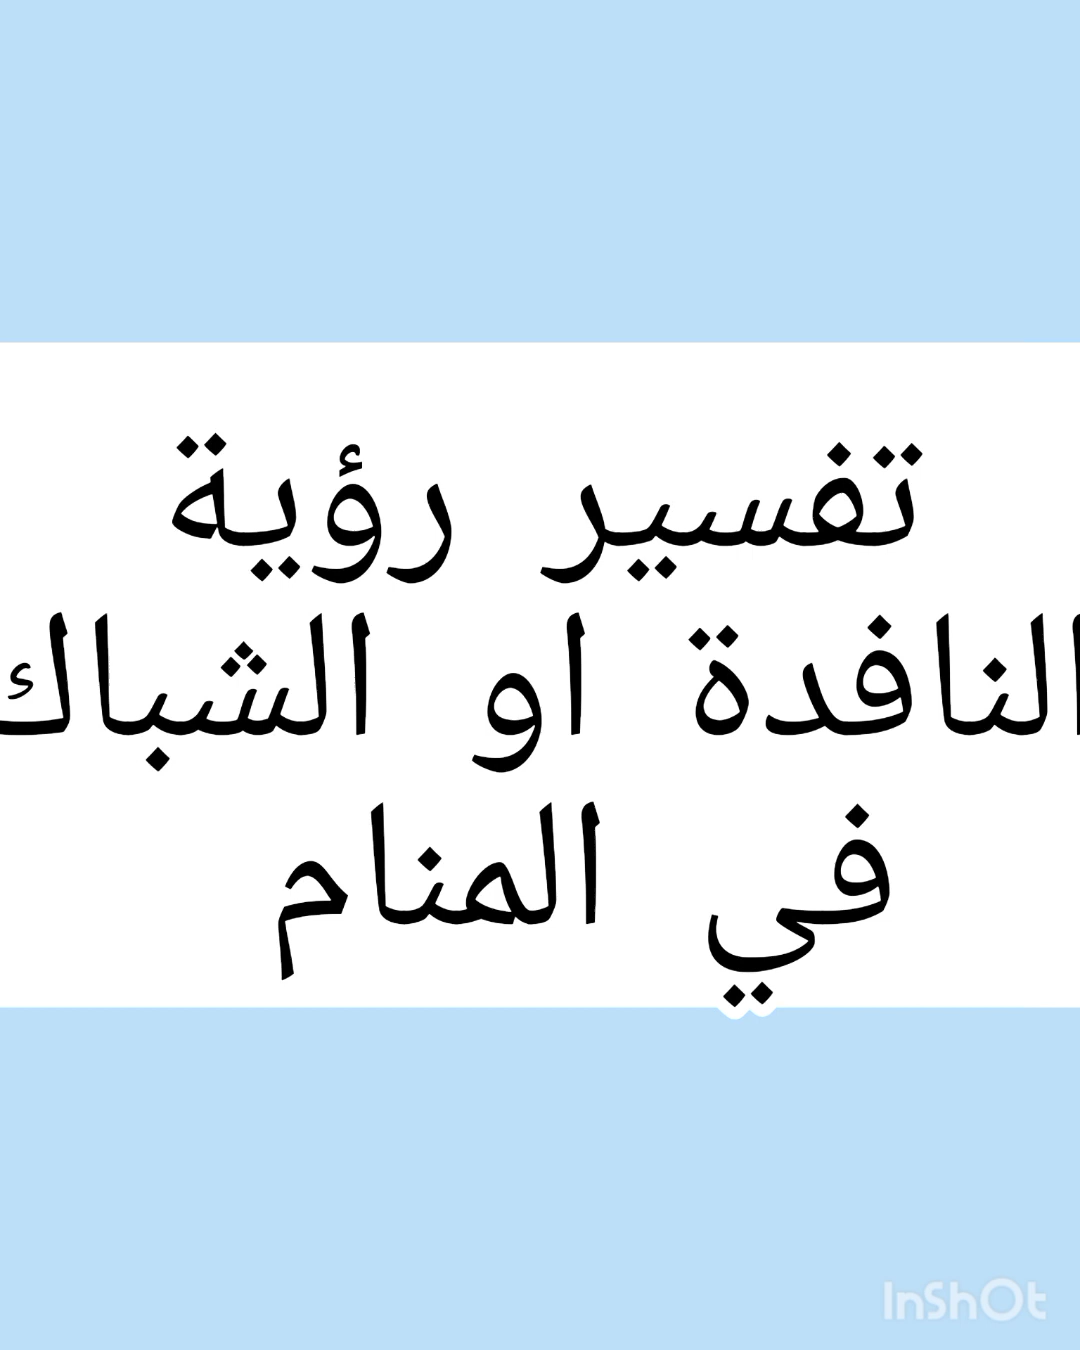 تفسير رؤية
النافدة او الشباك
في المنام
InShOt